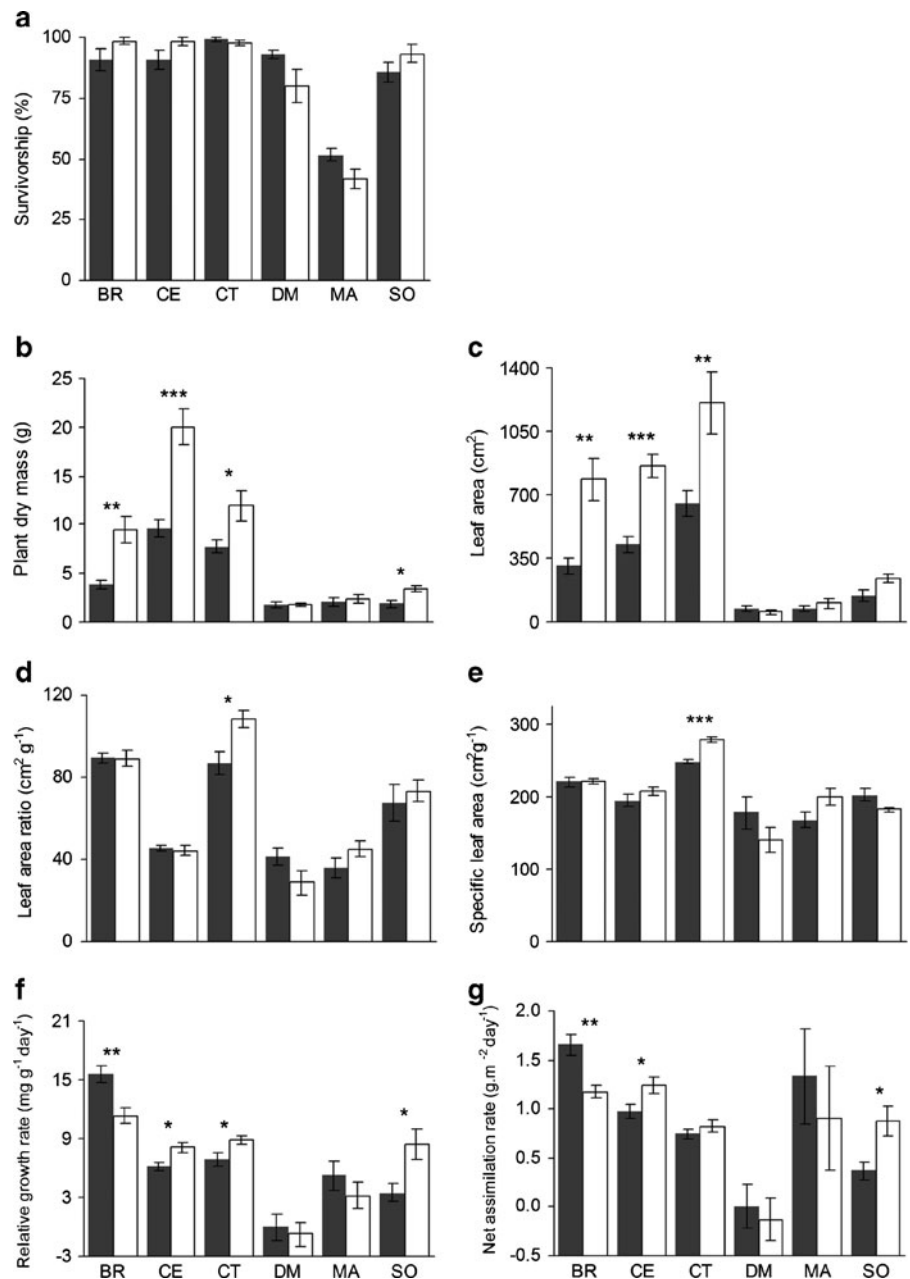 a
100
75
50
25
0
Survivorship (%)
BR CE CT DM MA SO
b
25
20
15
10
5
0
Plant dry mass (g)
** *** * *
c
1400
1050
700
350
0
Leaf area (cm²)
** *** **
d
120
80
40
0
Leaf area ratio (cm² g⁻¹)
*
e
300
200
100
0
Specific leaf area (cm²g⁻¹)
***
f
21
15
9
3
-3
Relative growth rate (mg g⁻¹ day⁻¹)
** * * *
BR CE CT DM MA SO
g
2.0
1.5
1.0
0.5
0.0
-0.5
Net assimilation rate (g.m⁻² day⁻¹)
** * *
BR CE CT DM MA SO